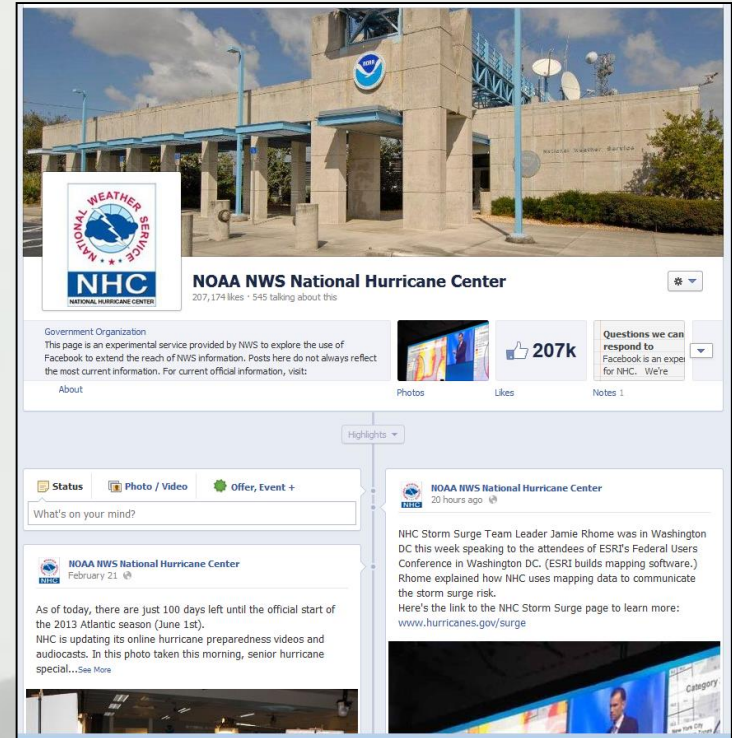 NOAA
National Weather Service
NATIONAL WEATHER SERVICE
NHC
NATIONAL HURRICANE CENTER
NOAA NWS National Hurricane Center
207,174 likes · 545 talking about this
Government Organization
This page is an experimental service provided by NWS to explore the use of
Facebook to extend the reach of NWS information. Posts here do not always reflect
the most current information. For current official information, visit:
About
Photos
207k
Likes
Questions we can
respond to
Facebook is an exper
for NHC. We're
Notes 1
Highlights
Status
Photo / Video
Offer, Event +
What's on your mind?
NHC
NOAA NWS National Hurricane Center
February 21
As of today, there are just 100 days left until the official start of
the 2013 Atlantic season (June 1st).
NHC is updating its online hurricane preparedness videos and
audiocasts. In this photo taken this morning, senior hurricane
special...See More
NHC
NOAA NWS National Hurricane Center
20 hours ago
NHC Storm Surge Team Leader Jamie Rhome was in Washington
DC this week speaking to the attendees of ESRI's Federal Users
Conference in Washington DC. (ESRI builds mapping software.)
Rhome explained how NHC uses mapping data to communicate
the storm surge risk.
Here's the link to the NHC Storm Surge page to learn more:
www.hurricanes.gov/surge
Category
New York City